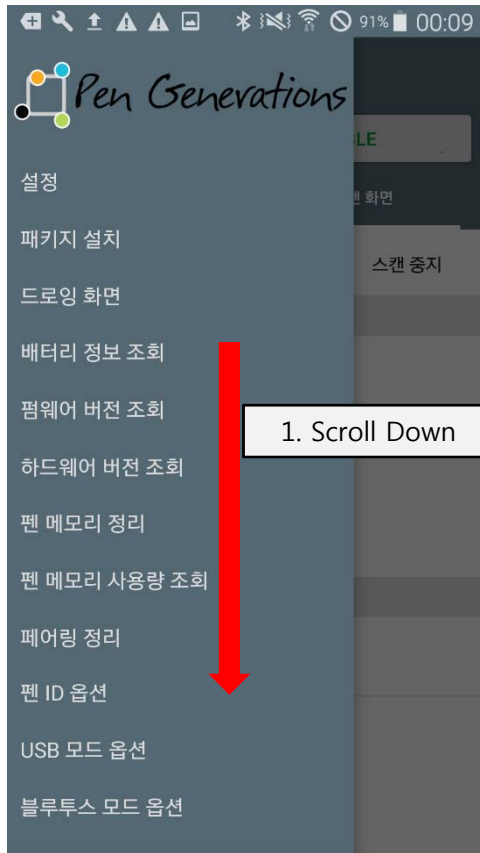 91% 00:09
Pen Generations
LE
설정
화면
패키지 설치
스캔 중지
드로잉 화면
배터리 정보 조회
펌웨어 버전 조회
1. Scroll Down
하드웨어 버전 조회
펜 메모리 정리
펜 메모리 사용량 조회
페어링 정리
펜 ID 옵션
USB 모드 옵션
블루투스 모드 옵션